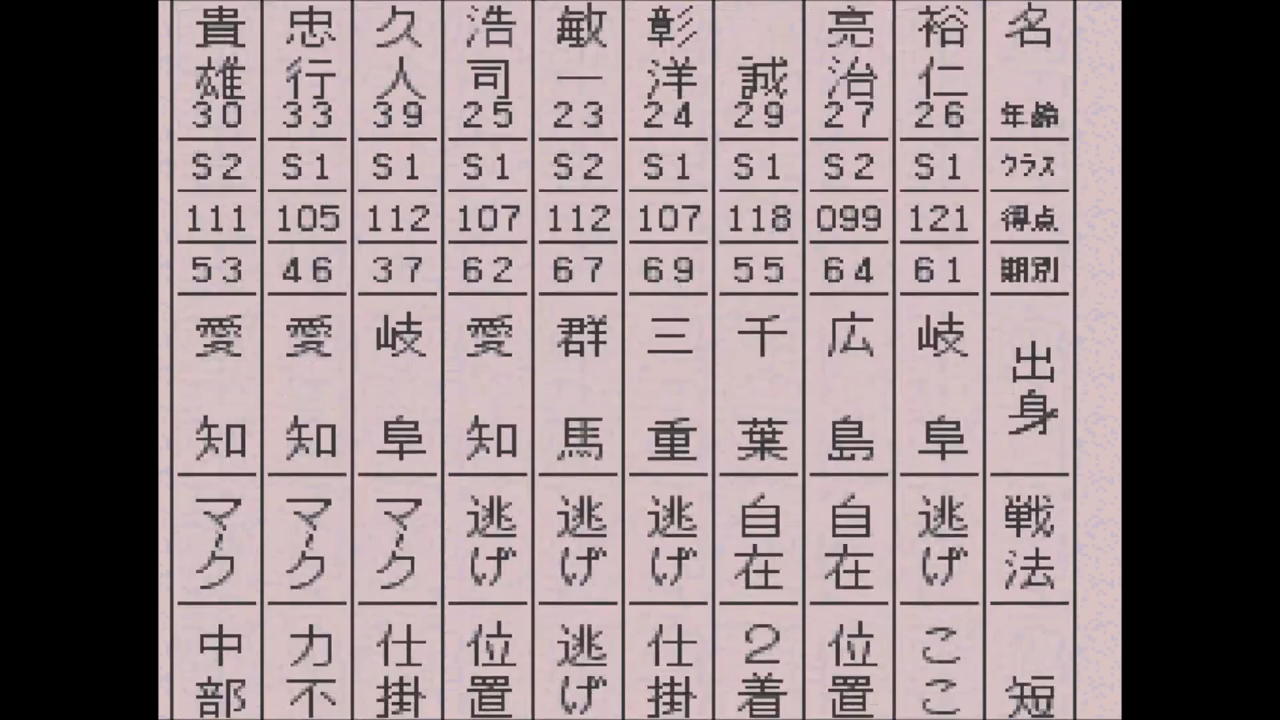 名 年齢 クラス 得点 期別 出身 戦法 短
裕仁 26 S1 121 61 岐阜 逃げ ここ
亮治 27 S2 099 64 広島 自在 位置
誠 29 S1 118 55 千葉 自在 2着
彰洋 24 S1 107 69 三重 逃げ 仕掛
敏一 23 S2 112 67 群馬 逃げ 逃げ
浩司 25 S1 107 62 愛知 逃げ 位置
久人 39 S1 112 37 岐阜 マーク 仕掛
忠行 33 S1 105 46 愛知 マーク 力不
貴雄 30 S2 111 53 愛知 マーク 中部